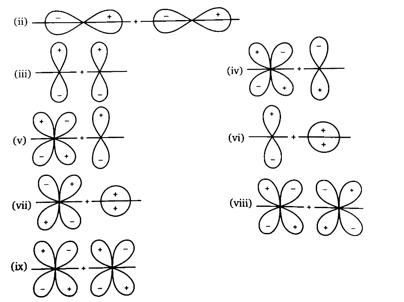 (ii) − + + − +
+ +
(iii) +
− −
+ − −
(iv) +
− + +
+ − +
(v) +
− + −
+ +
(vi) +
− +
− + +
(vii) +
+ − +
+ − − +
(viii) +
− + + −
− + − +
(ix) +
+ − + −